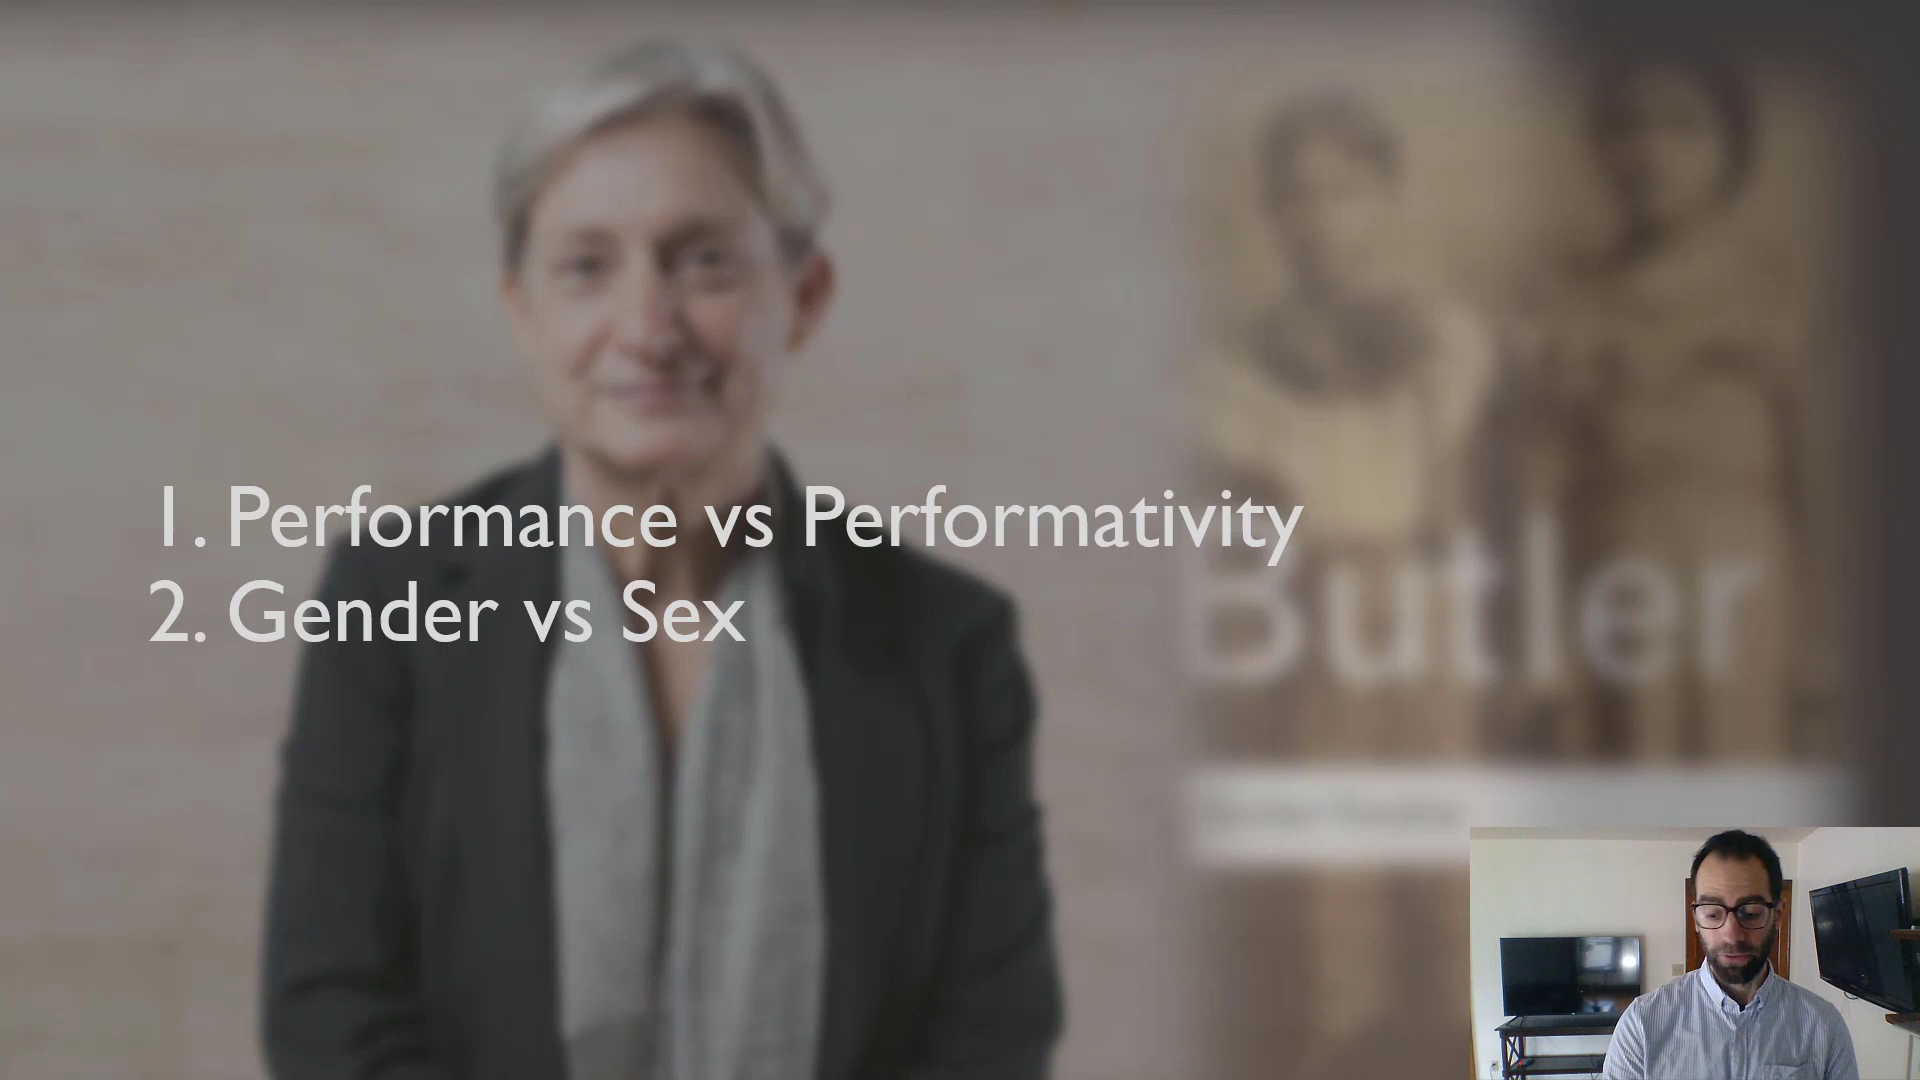 1. Performance vs Performativity
2. Gender vs Sex
Butler